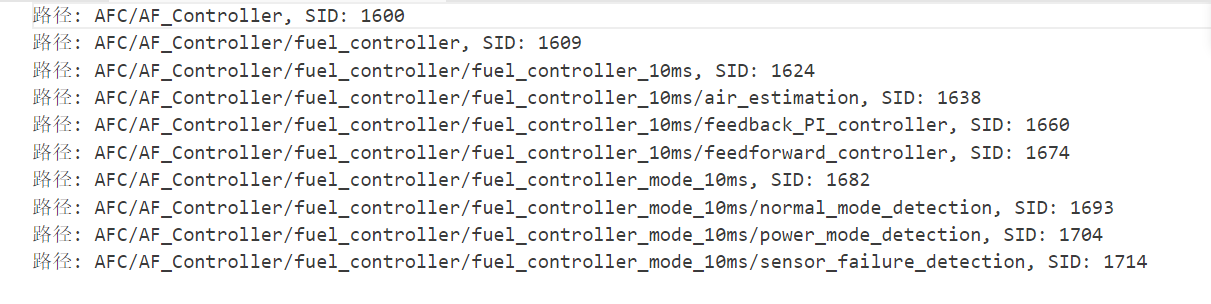 路径: AFC/AF_Controller, SID: 1600
路径: AFC/AF_Controller/fuel_controller, SID: 1609
路径: AFC/AF_Controller/fuel_controller/fuel_controller_10ms, SID: 1624
路径: AFC/AF_Controller/fuel_controller/fuel_controller_10ms/air_estimation, SID: 1638
路径: AFC/AF_Controller/fuel_controller/fuel_controller_10ms/feedback_PI_controller, SID: 1660
路径: AFC/AF_Controller/fuel_controller/fuel_controller_10ms/feedforward_controller, SID: 1674
路径: AFC/AF_Controller/fuel_controller/fuel_controller_mode_10ms, SID: 1682
路径: AFC/AF_Controller/fuel_controller/fuel_controller_mode_10ms/normal_mode_detection, SID: 1693
路径: AFC/AF_Controller/fuel_controller/fuel_controller_mode_10ms/power_mode_detection, SID: 1704
路径: AFC/AF_Controller/fuel_controller/fuel_controller_mode_10ms/sensor_failure_detection, SID: 1714